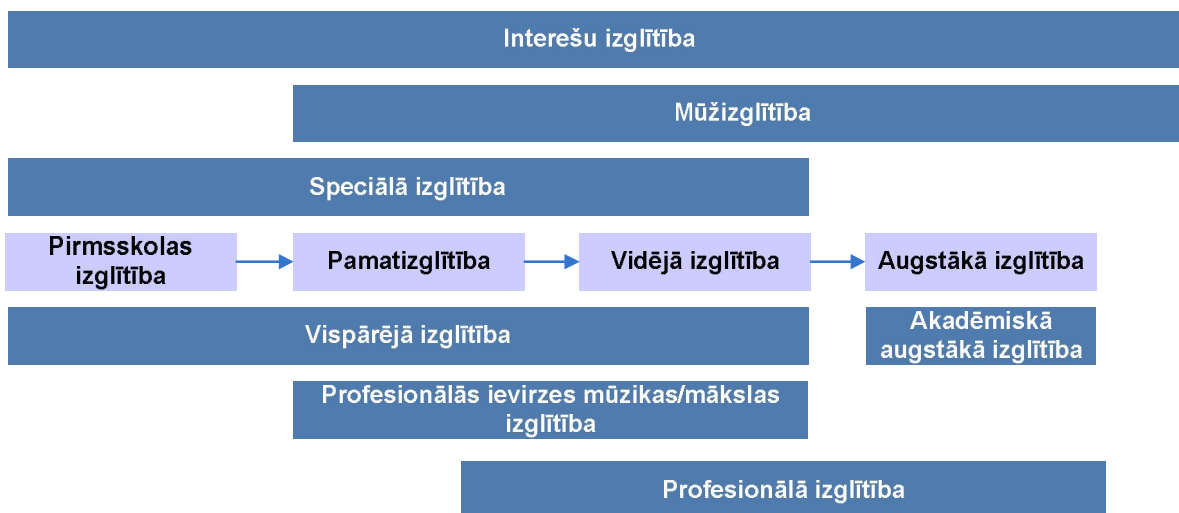 Interešu izglītība
Mūžizglītība
Speciālā izglītība
Pirmsskolas
izglītība
Pamatizglītība
Vidējā izglītība
Augstākā izglītība
Vispārējā izglītība
Akadēmiskā
augstākā izglītība
Profesionālās ievirzes mūzikas/mākslas
izglītība
Profesionālā izglītība